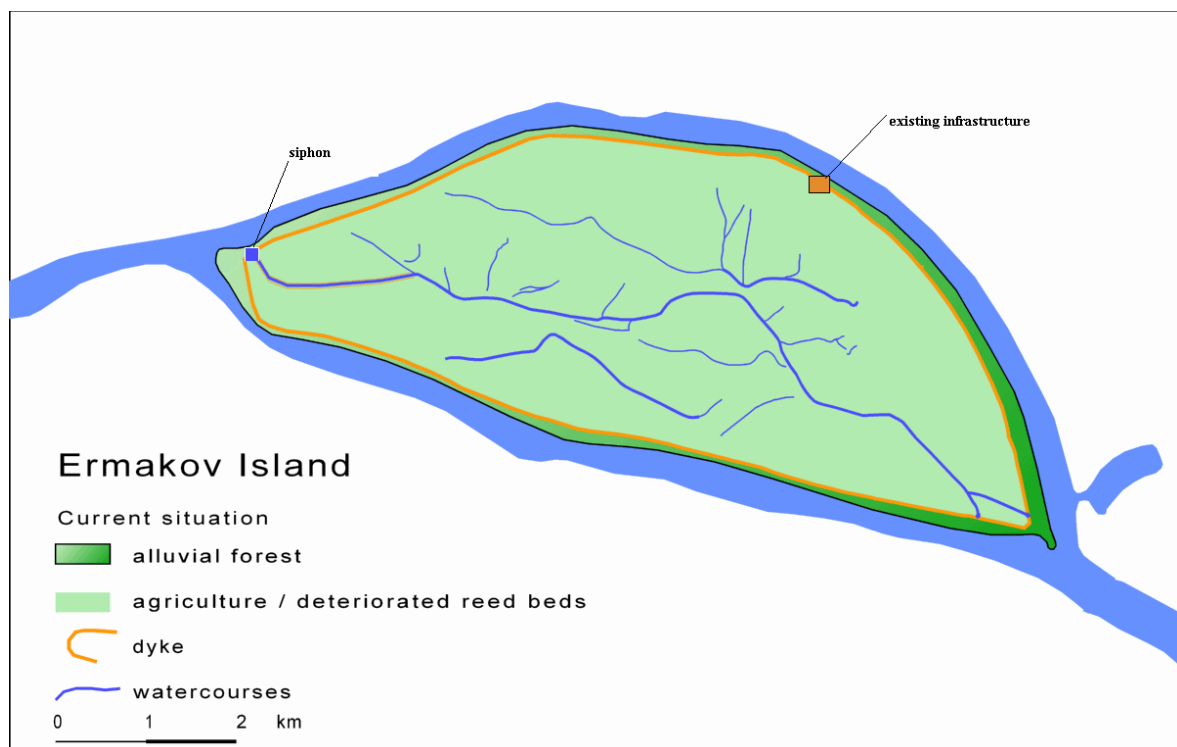 existing infrastructure
siphon
Ermakov Island
Current situation
alluvial forest
agriculture / deteriorated reed beds
dyke
watercourses
0 1 2 km